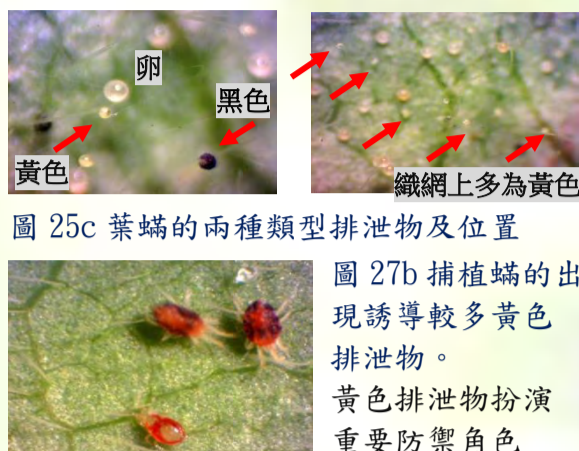 卵
黑色
黃色
織網上多為黃色
圖 25c 葉蟎的兩種類型排泄物及位置
圖 27b 捕植蟎的出
現誘導較多黃色
排泄物。
黃色排泄物扮演
重要防禦角色